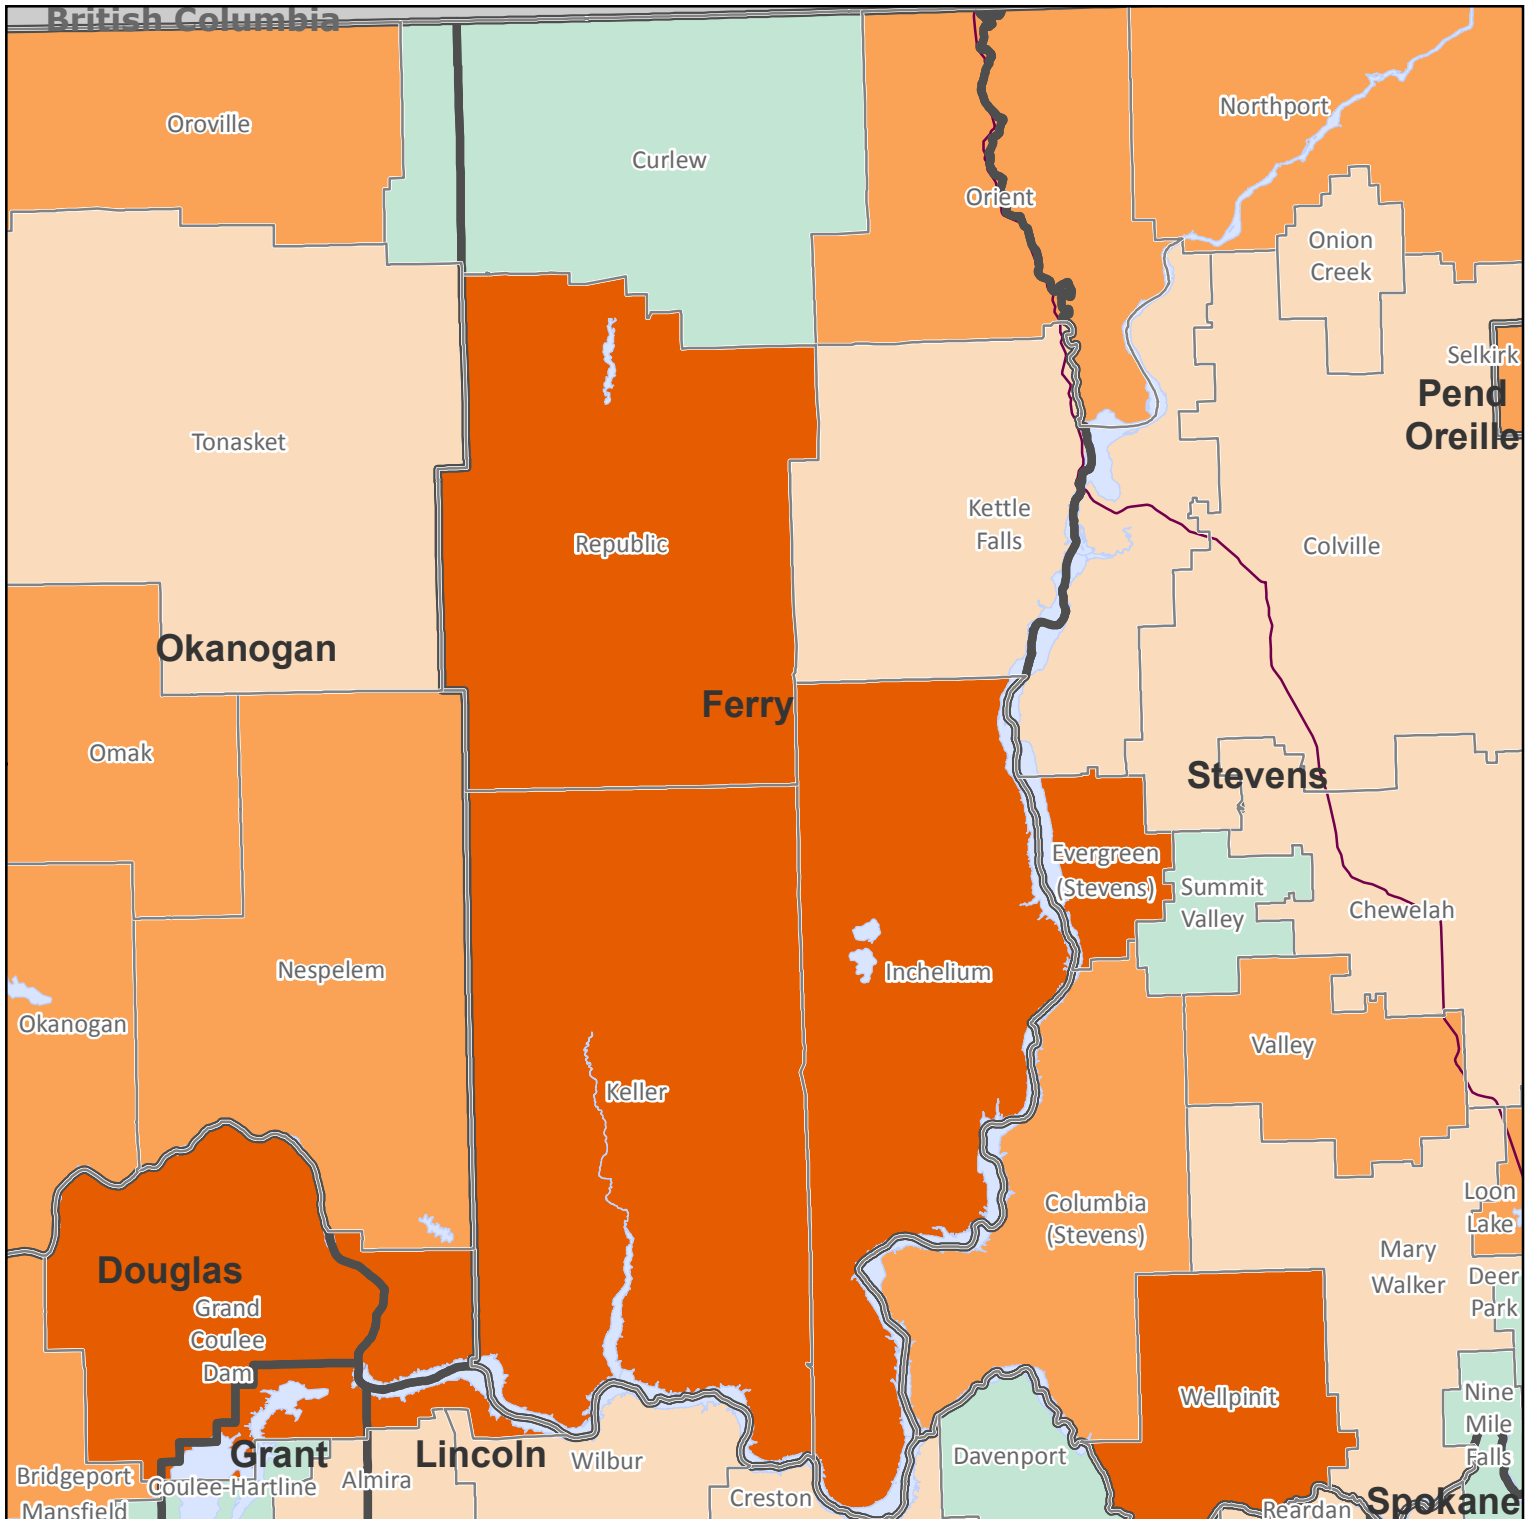 British Columbia
Oroville
Curlew
Orient
Northport
Onion
Creek
Selkirk
Pend
Oreille
Tonasket
Republic
Kettle
Falls
Colville
Okanogan
Ferry
Omak
Stevens
Evergreen
(Stevens)
Summit
Valley
Chewelah
Nespelem
Inchelium
Okanogan
Valley
Keller
Columbia
(Stevens)
Loon
Lake
Mary
Walker
Deer
Park
Douglas
Grand
Coulee
Dam
Wellpinit
Nine
Mile
Falls
Grant
Lincoln
Wilbur
Davenport
Bridgeport
Coulee-Hartline
Almira
Creston
Mansfield
Reardan
Spokane